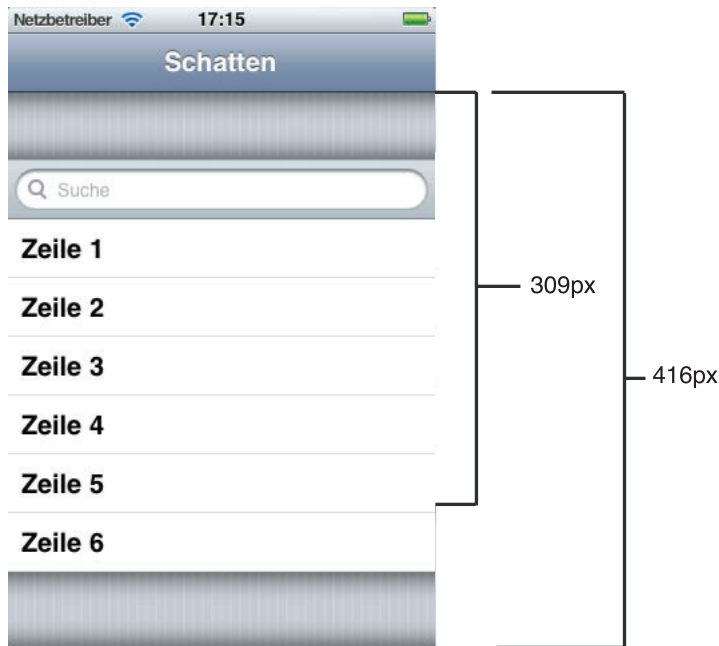 Netzbetreiber 17:15
Schatten
Suche
Zeile 1
Zeile 2
Zeile 3
Zeile 4
Zeile 5
Zeile 6
309px
416px